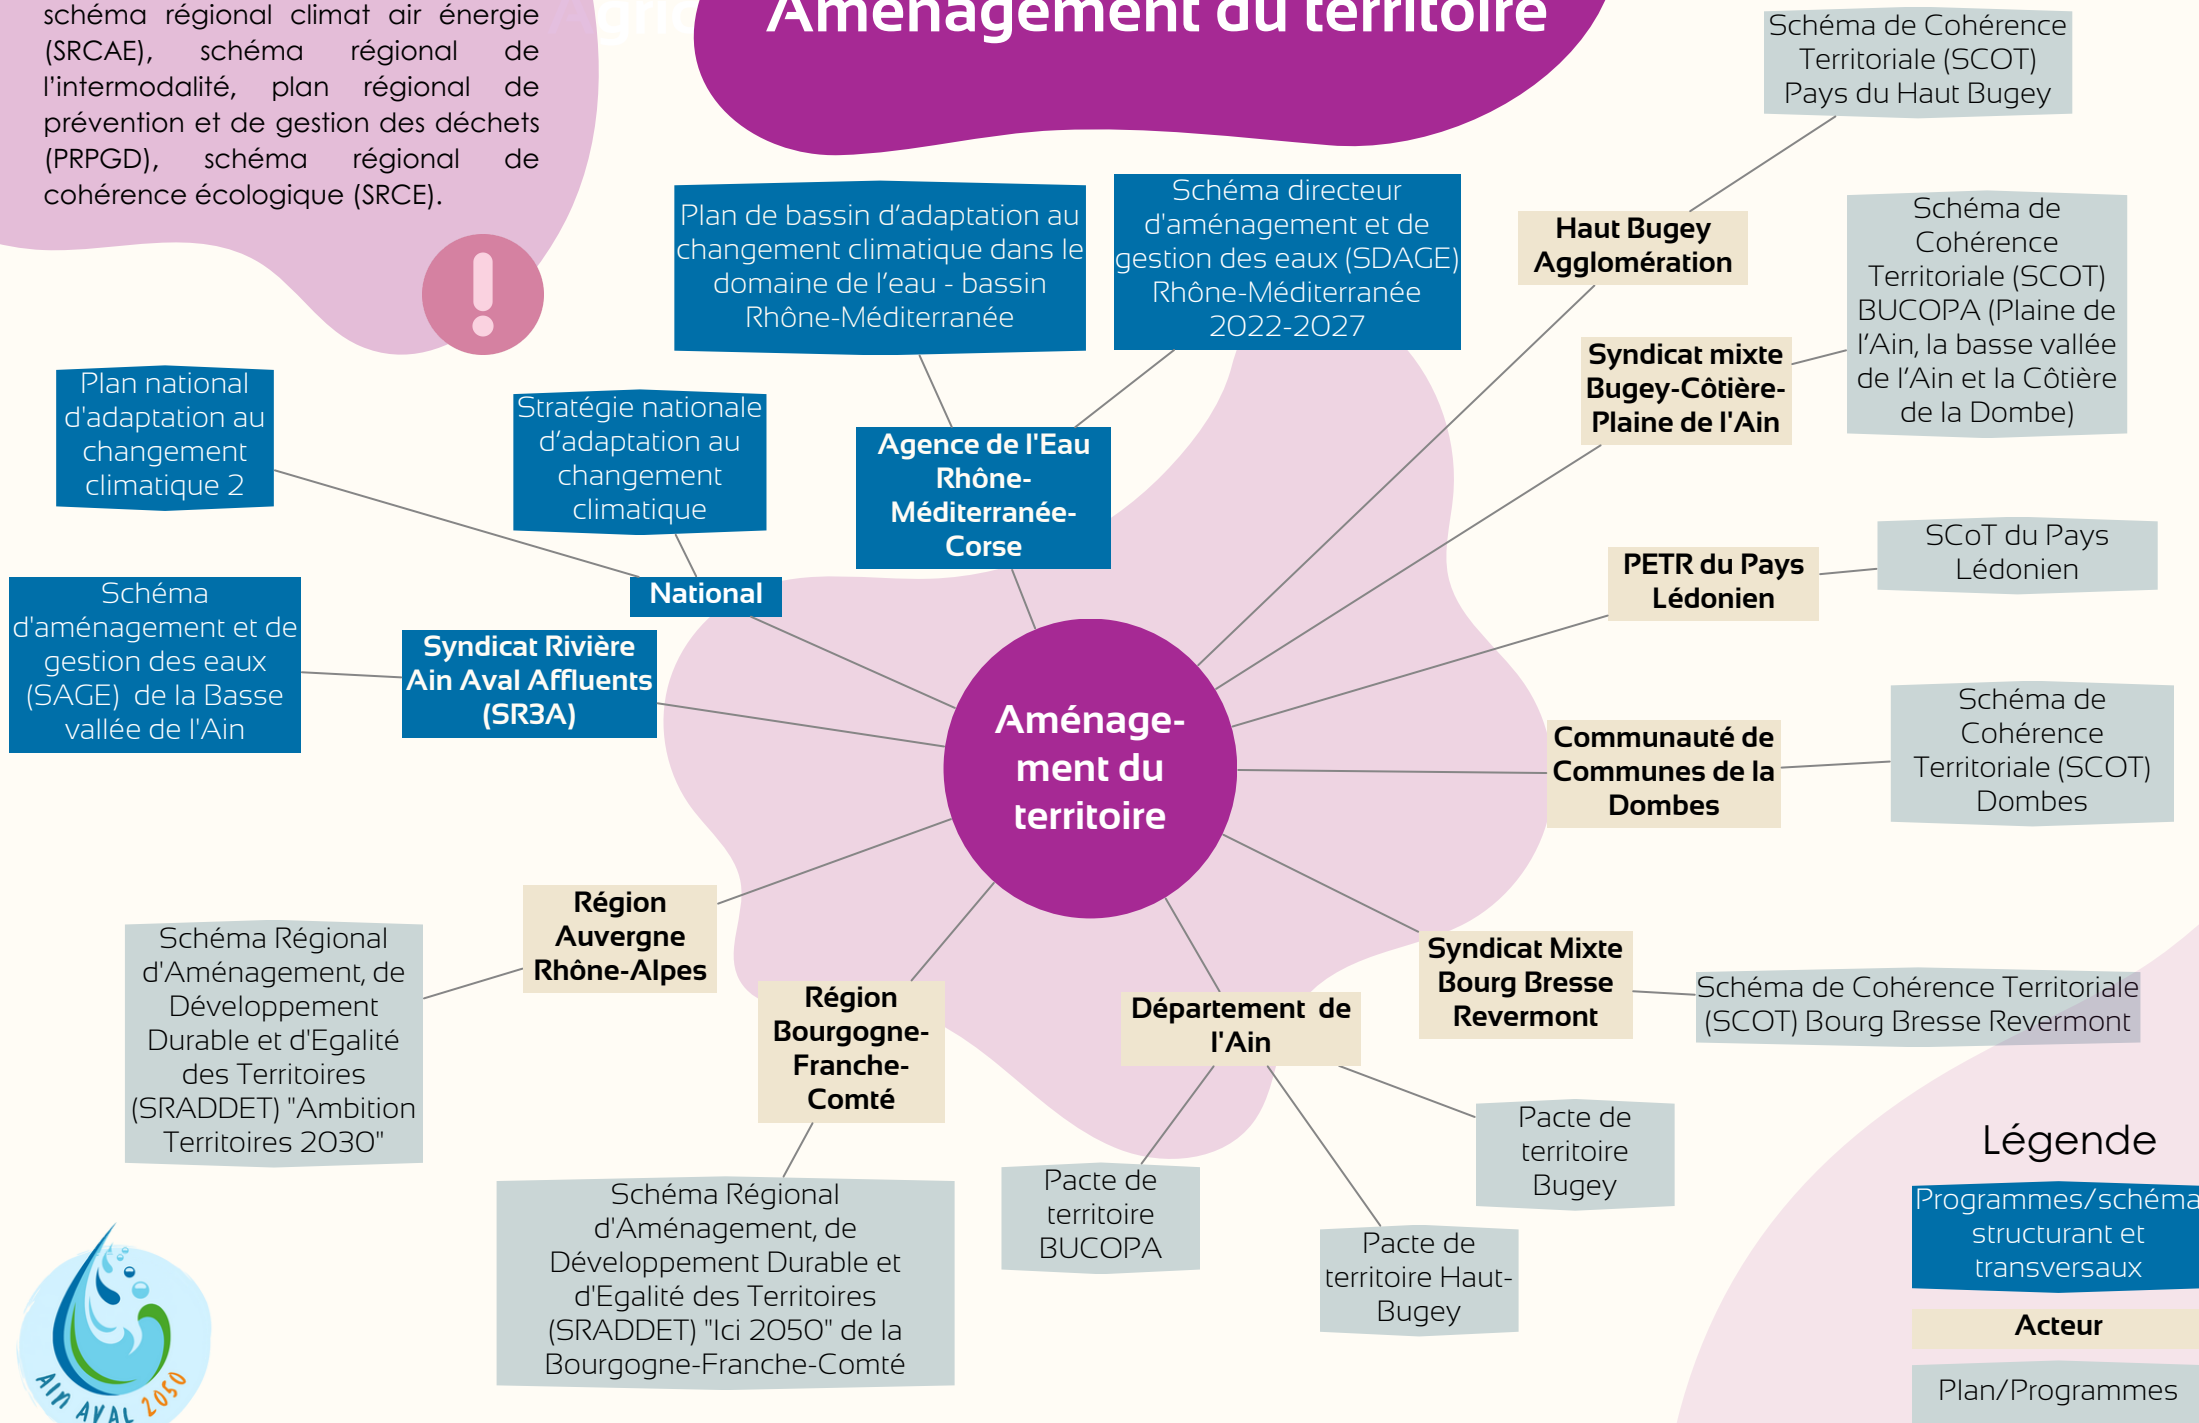 schéma régional climat air énergie
(SRCAE), schéma régional de
l'intermodalité, plan régional de
prévention et de gestion des déchets
(PRPGD), schéma régional de
cohérence écologique (SRCE).
Aménagement du territoire
Schéma de Cohérence
Territoriale (SCOT)
Pays du Haut Bugey
Plan de bassin d’adaptation au
changement climatique dans le
domaine de l’eau - bassin
Rhône-Méditerranée
Schéma directeur
d'aménagement et de
gestion des eaux (SDAGE)
Rhône-Méditerranée
2022-2027
Haut Bugey
Agglomération
Schéma de
Cohérence
Territoriale (SCOT)
BUCOPA (Plaine de
l’Ain, la basse vallée
de l’Ain et la Côtière
de la Dombe)
Syndicat mixte
Bugey-Côtière-
Plaine de l'Ain
Plan national
d'adaptation au
changement
climatique 2
Stratégie nationale
d’adaptation au
changement
climatique
Agence de l'Eau
Rhône-
Méditerranée-
Corse
National
PETR du Pays
Lédonien
SCoT du Pays
Lédonien
Schéma
d'aménagement et de
gestion des eaux
(SAGE) de la Basse
vallée de l'Ain
Syndicat Rivière
Ain Aval Affluents
(SR3A)
Aménage-
ment du
territoire
Communauté de
Communes de la
Dombes
Schéma de
Cohérence
Territoriale (SCOT)
Dombes
Région
Auvergne
Rhône-Alpes
Schéma Régional
d'Aménagement, de
Développement
Durable et d'Egalité
des Territoires
(SRADDET) "Ambition
Territoires 2030"
Région
Bourgogne-
Franche-
Comté
Schéma Régional
d'Aménagement, de
Développement Durable et
d'Egalité des Territoires
(SRADDET) "Ici 2050" de la
Bourgogne-Franche-Comté
Département de
l'Ain
Pacte de
territoire
BUCOPA
Pacte de
territoire Haut-
Bugey
Pacte de
territoire
Bugey
Syndicat Mixte
Bourg Bresse
Revermont
Schéma de Cohérence Territoriale
(SCOT) Bourg Bresse Revermont
Légende
Programmes/schéma
structurant et
transversaux
Acteur
Plan/Programmes
AIN AVAL 2050